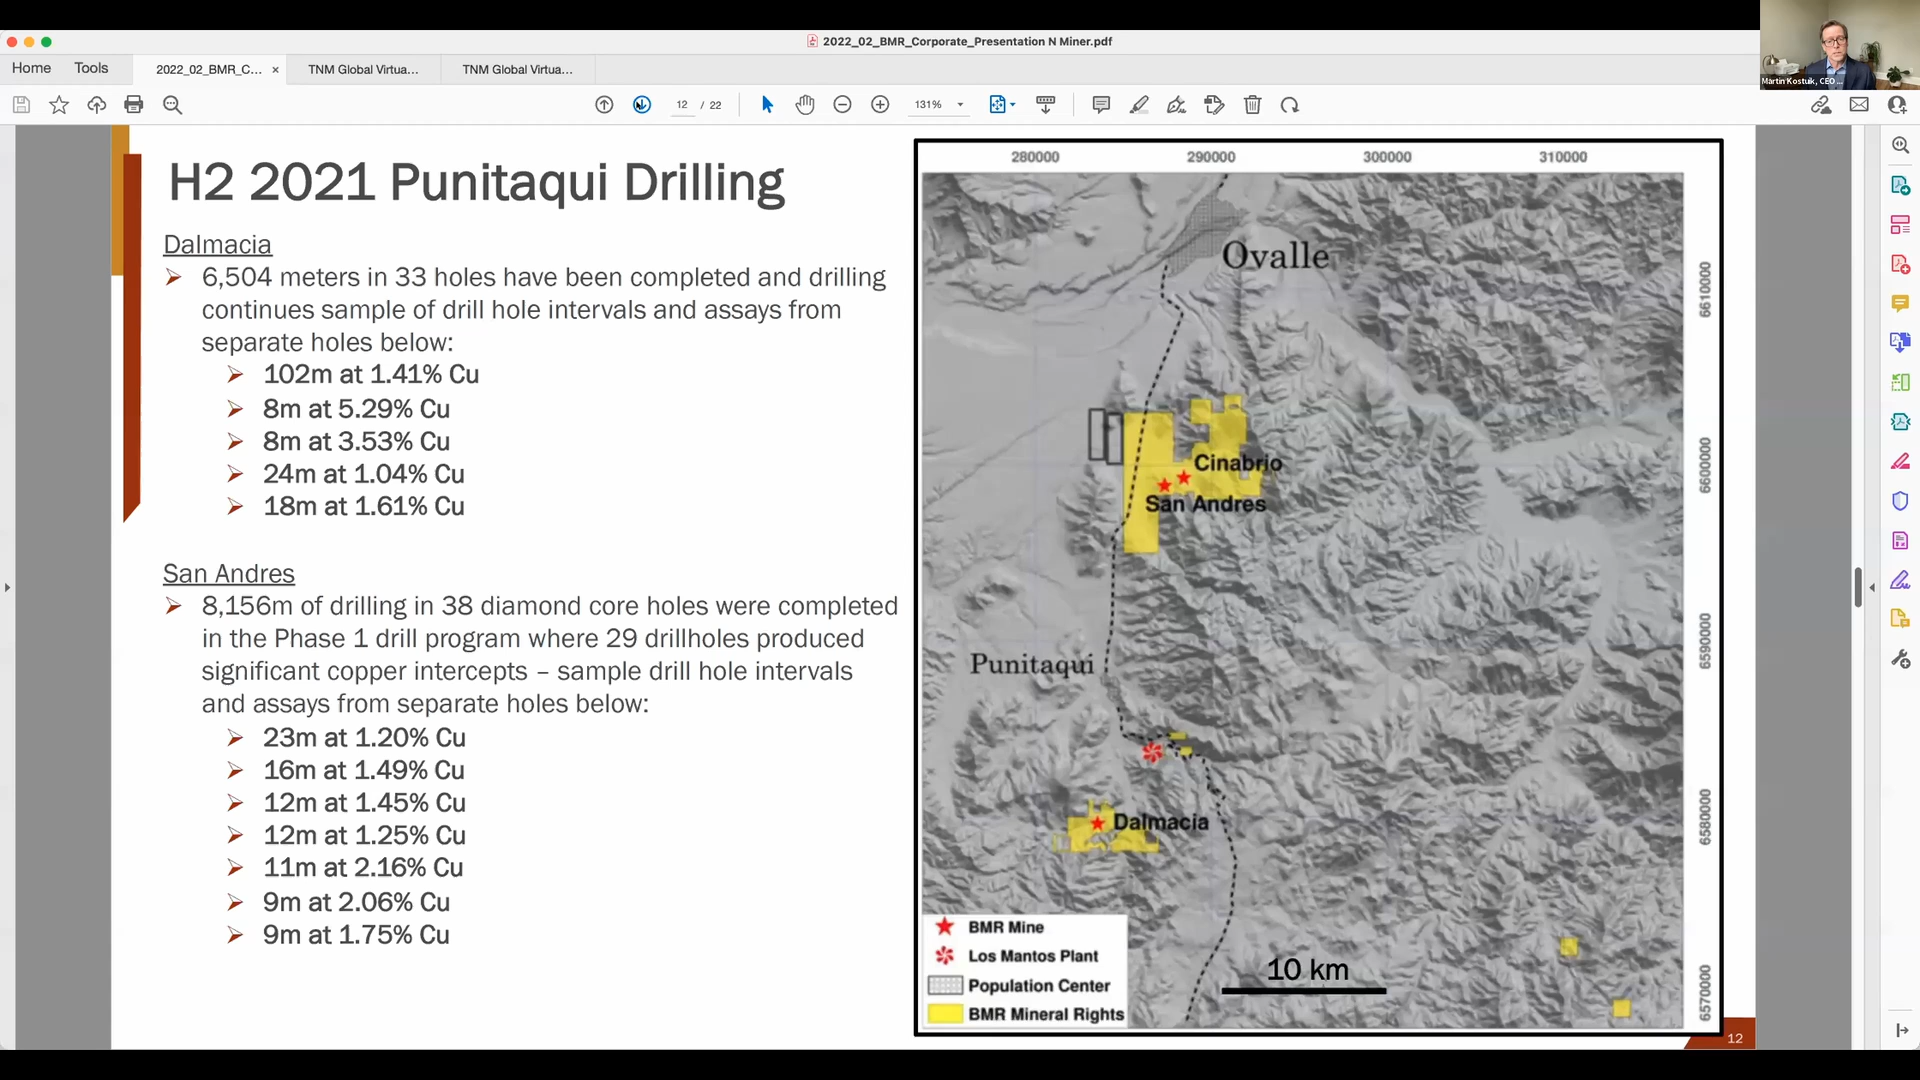 2022_02_BMR_Corporate_Presentation N Miner.pdf
Martin Kostuik, CEO ...
Home
Tools
2022_02_BMR_C...
×
TNM Global Virtua...
TNM Global Virtua...
12 / 22
131%
H2 2021 Punitaqui Drilling
Dalmacia
6,504 meters in 33 holes have been completed and drilling
continues sample of drill hole intervals and assays from
separate holes below:
102m at 1.41% Cu
8m at 5.29% Cu
8m at 3.53% Cu
24m at 1.04% Cu
18m at 1.61% Cu
San Andres
8,156m of drilling in 38 diamond core holes were completed
in the Phase 1 drill program where 29 drillholes produced
significant copper intercepts – sample drill hole intervals
and assays from separate holes below:
23m at 1.20% Cu
16m at 1.49% Cu
12m at 1.45% Cu
12m at 1.25% Cu
11m at 2.16% Cu
9m at 2.06% Cu
9m at 1.75% Cu
280000
290000
300000
310000
Ovalle
Cinabrio
San Andres
Punitaqui
Dalmacia
6610000
6600000
6590000
6580000
6570000
BMR Mine
Los Mantos Plant
Population Center
BMR Mineral Rights
10 km
12